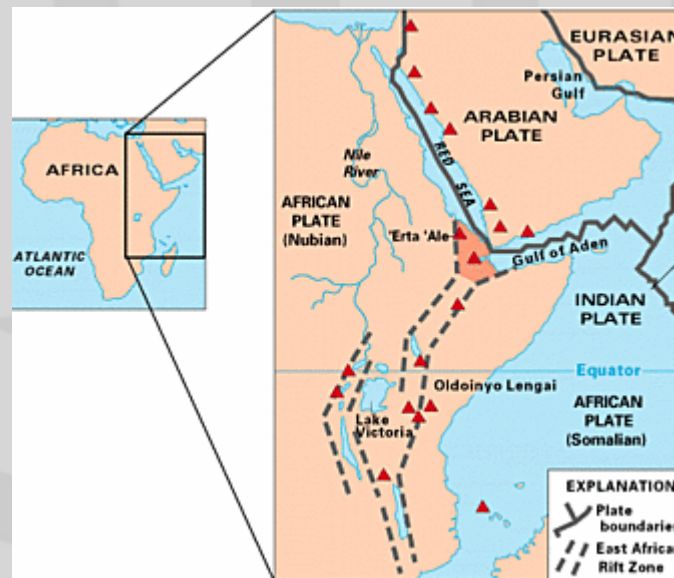 AFRICA
ATLANTIC
OCEAN
EURASIAN
PLATE
Persian
Gulf
ARABIAN
PLATE
Nile
River
RED SEA
AFRICAN
PLATE
(Nubian)
'Erta 'Ale
Gulf of Aden
INDIAN
PLATE
Equator
Oldoinyo Lengai
Lake
Victoria
AFRICAN
PLATE
(Somalian)
EXPLANATION
Plate
boundaries
East African
Rift Zone